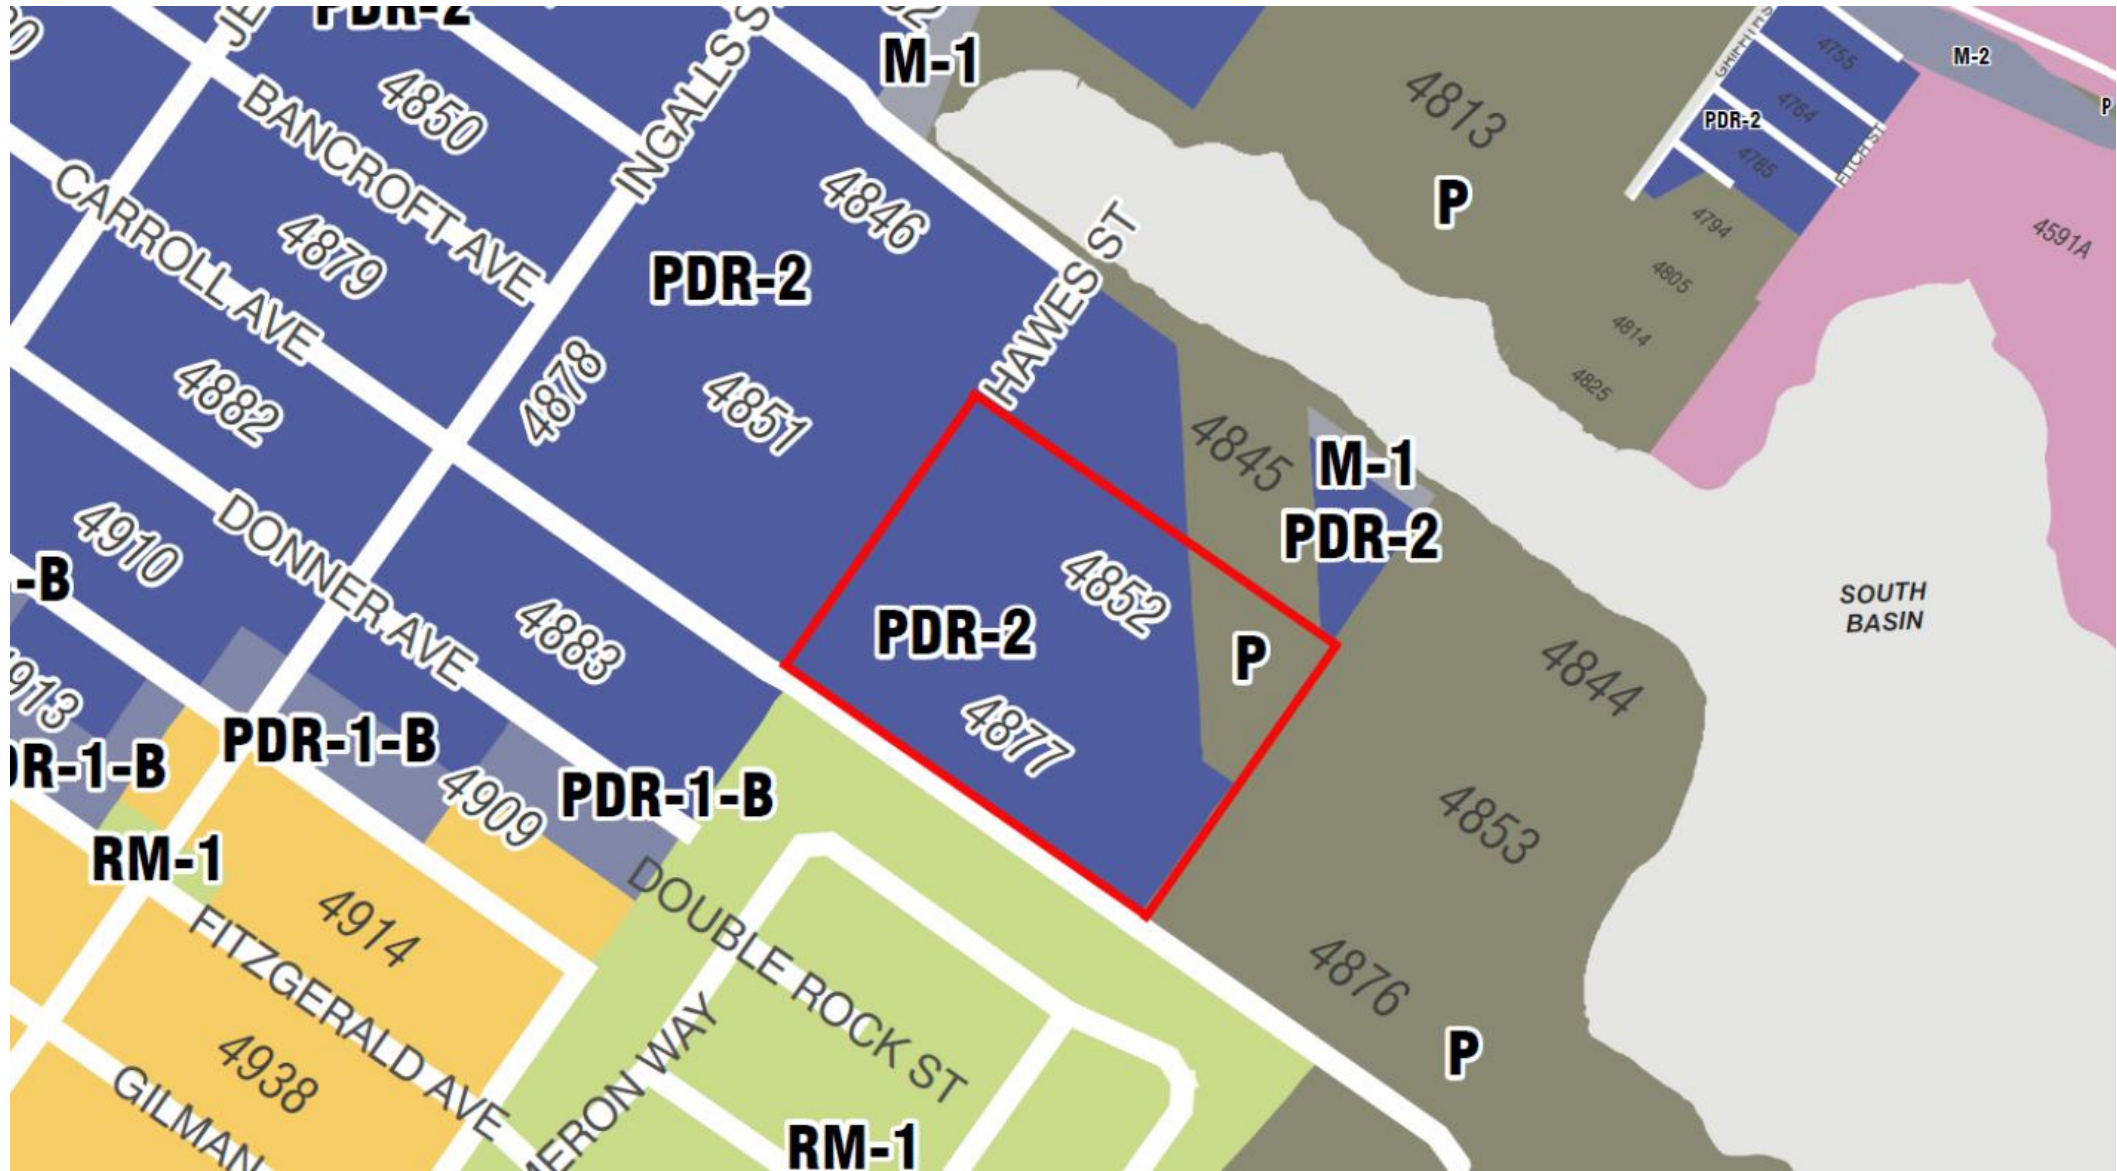 PDR-2
M-1
M-2
P
4755
4764
PDR-2
4785
4813
P
4850
BANCROFT AVE
INGALLS S
4846
HAWES ST
4794
4591A
CARROLL AVE
4879
PDR-2
4805
4814
4825
4882
4878
4851
4845
M-1
PDR-2
4910
DONNER AVE
4852
SOUTH
BASIN
-B
4883
PDR-2
P
4844
4877
PDR-1-B
4909
PDR-1-B
DR-1-B
4853
RM-1
4914
DOUBLE ROCK ST
FITZGERALD AVE
4876
4938
MERON WAY
P
GILMAN
RM-1